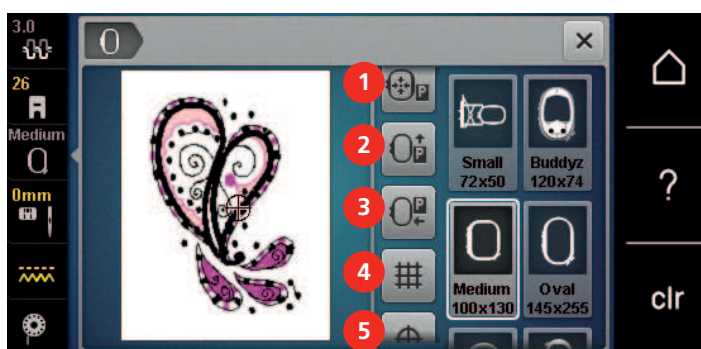 3.0
26
Medium
0mm
1
P
2
P
3
P
4
5
Small
72x50
Buddyz
120x74
Medium
100x130
Oval
145x255
?
clr